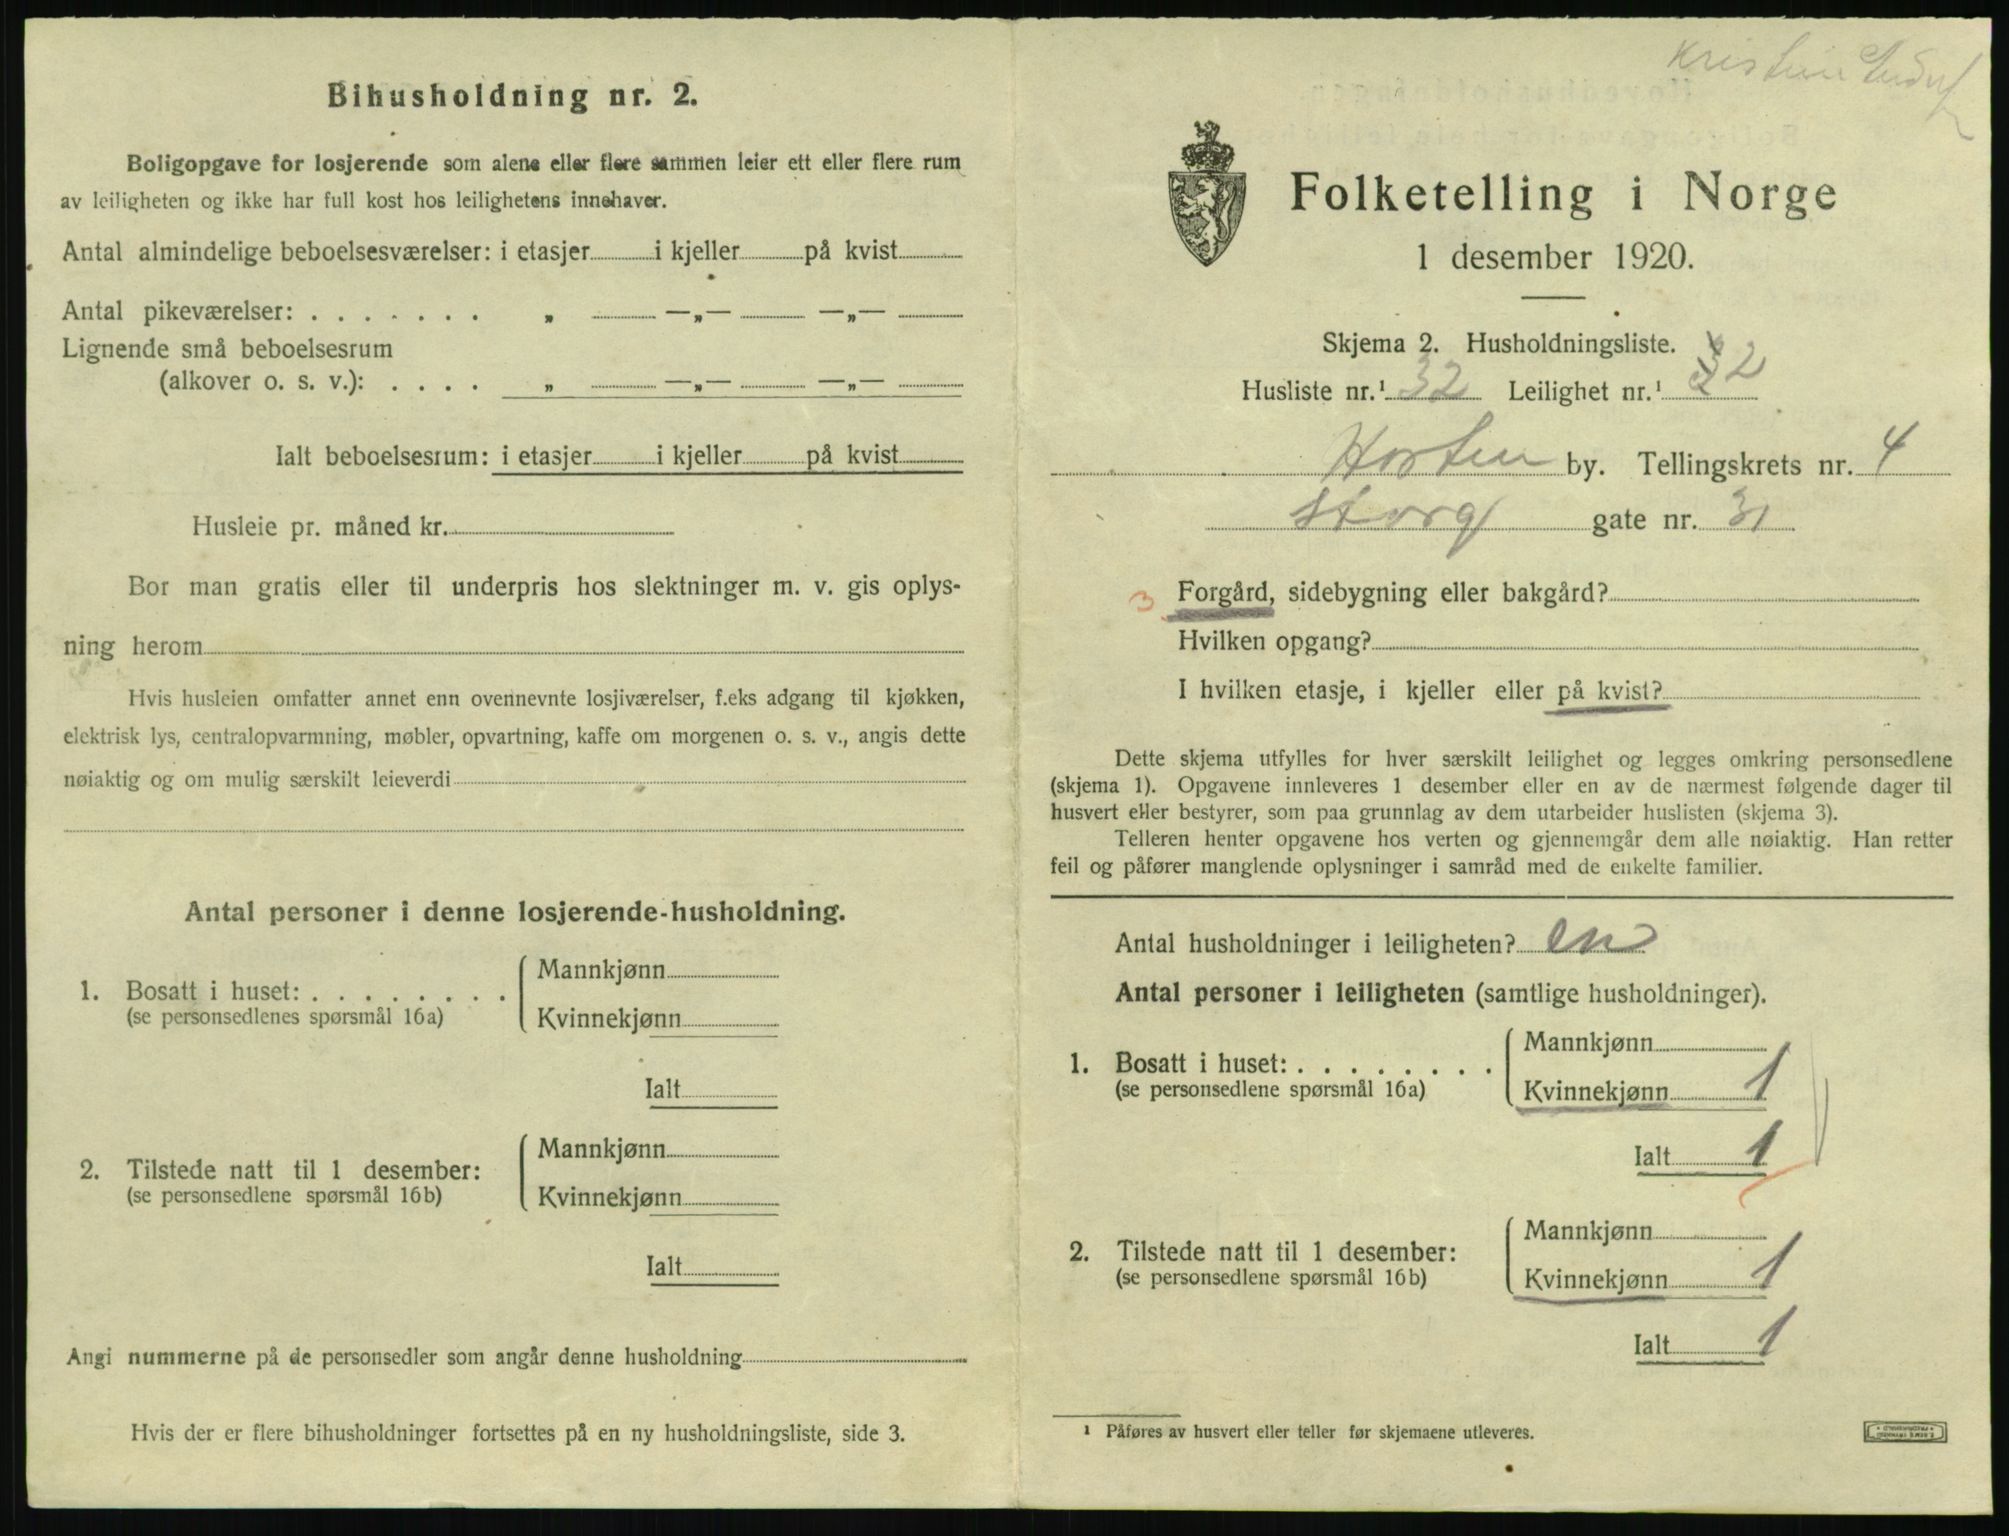 Bihusholdning nr. 2.
Boligopgave for losjerende som alene eller flere sammen leier ett eller flere rum
av leiligheten og ikke har full kost hos leilighetens innehaver.
Antal almindelige beboelsesværelser: i etasjer i kjeller på kvist
Antal pikeværelser: . . . . . . . „ —„— —„—
Lignende små beboelsesrum
(alkover o. s. v.): . . . . „ —„— —„—
Ialt beboelsesrum: i etasjer i kjeller på kvist
Husleie pr. måned kr.
Bor man gratis eller til underpris hos slektninger m. v. gis oplys-
ning herom
Hvis husleien omfatter annet enn ovennevnte losjiværelser, f.eks adgang til kjøkken,
elektrisk lys, centralopvarmning, møbler, opvartning, kaffe om morgenen o. s. v., angis dette
nøiaktig og om mulig særskilt leieverdi
Antal personer i denne losjerende-husholdning.
1. Bosatt i huset: . . . . . . . .
(se personsedlenes spørsmål 16a)
Mannkjønn
Kvinnekjønn
Ialt
2. Tilstede natt til 1 desember:
(se personsedlene spørsmål 16b)
Mannkjønn
Kvinnekjønn
Ialt
Angi nummerne på de personsedler som angår denne husholdning
Hvis der er flere bihusholdninger fortsettes på en ny husholdningsliste, side 3.
Folketelling i Norge
1 desember 1920.
Skjema 2. Husholdningsliste.
Husliste nr.¹ 32 Leilighet nr.¹ 2
Horten by. Tellingskrets nr. 4
Storg gate nr. 31
3 Forgård, sidebygning eller bakgård?
Hvilken opgang?
I hvilken etasje, i kjeller eller på kvist?
Dette skjema utfylles for hver særskilt leilighet og legges omkring personsedlene
(skjema 1). Opgavene innleveres 1 desember eller en av de nærmest følgende dager til
husvert eller bestyrer, som paa grunnlag av dem utarbeider huslisten (skjema 3).
Telleren henter opgavene hos verten og gjennemgår dem alle nøiaktig. Han retter
feil og påfører manglende oplysninger i samråd med de enkelte familier.
Antal husholdninger i leiligheten? en
Antal personer i leiligheten (samtlige husholdninger).
1. Bosatt i huset: . . . . . . . .
(se personsedlene spørsmål 16a)
Mannkjønn
Kvinnekjønn 1
Ialt 1
2. Tilstede natt til 1 desember:
(se personsedlene spørsmål 16b)
Mannkjønn
Kvinnekjønn 1
Ialt 1
¹ Påføres av husvert eller teller før skjemaene utleveres.